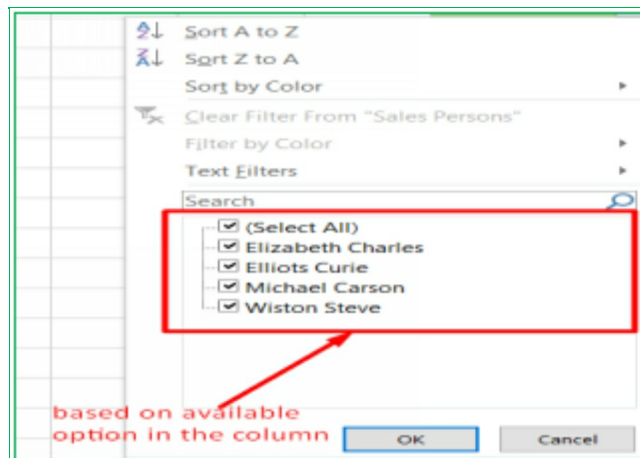 Sort A to Z
Sort Z to A
Sort by Color
Clear Filter From "Sales Persons"
Filter by Color
Text Filters
Search
(Select All)
Elizabeth Charles
Elliots Curie
Michael Carson
Wiston Steve
based on available
option in the column
OK
Cancel